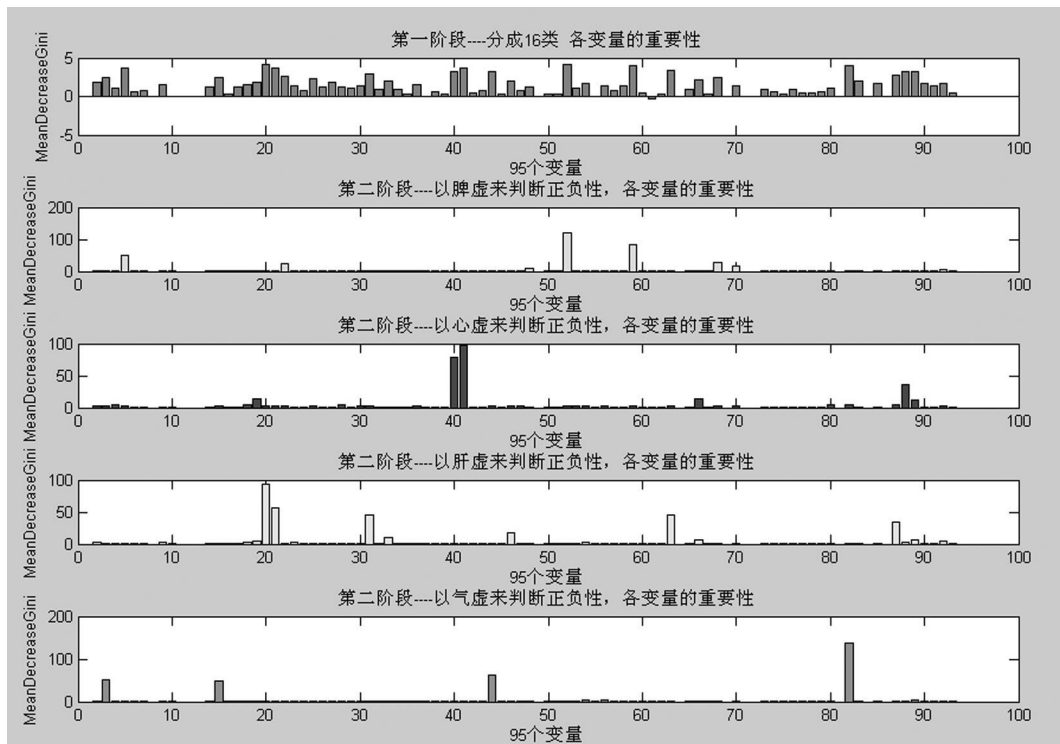 第一阶段----分成16类 各变量的重要性
MeanDecreaseGini
5
0
-5
0 10 20 30 40 50 60 70 80 90 100
95个变量
第二阶段----以脾虚来判断正负性，各变量的重要性
MeanDecreaseGini
200
100
0
0 10 20 30 40 50 60 70 80 90 100
95个变量
第二阶段----以心虚来判断正负性，各变量的重要性
MeanDecreaseGini
100
50
0
0 10 20 30 40 50 60 70 80 90 100
95个变量
第二阶段----以肝虚来判断正负性，各变量的重要性
MeanDecreaseGini
100
50
0
0 10 20 30 40 50 60 70 80 90 100
95个变量
第二阶段----以气虚来判断正负性，各变量的重要性
MeanDecreaseGini
200
100
0
0 10 20 30 40 50 60 70 80 90 100
95个变量